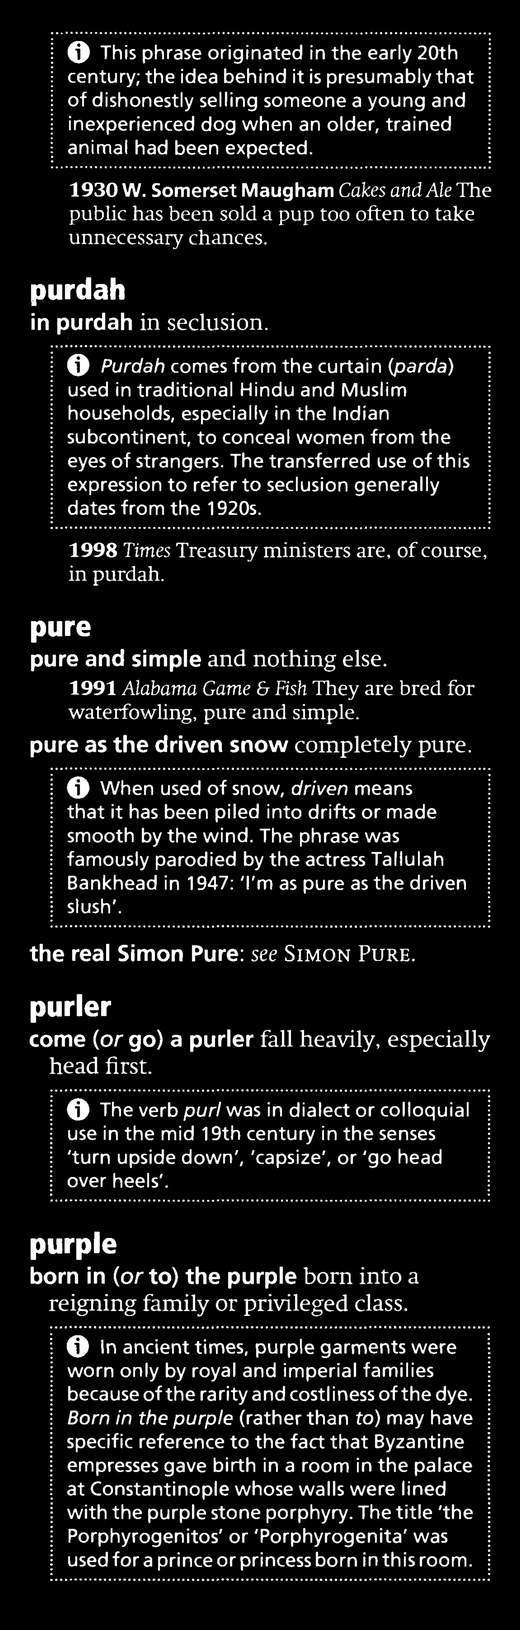 ⓘ This phrase originated in the early 20th
century; the idea behind it is presumably that
of dishonestly selling someone a young and
inexperienced dog when an older, trained
animal had been expected.
1930 W. Somerset Maugham Cakes and Ale The
public has been sold a pup too often to take
unnecessary chances.
purdah
in purdah in seclusion.
ⓘ Purdah comes from the curtain (parda)
used in traditional Hindu and Muslim
households, especially in the Indian
subcontinent, to conceal women from the
eyes of strangers. The transferred use of this
expression to refer to seclusion generally
dates from the 1920s.
1998 Times Treasury ministers are, of course,
in purdah.
pure
pure and simple and nothing else.
1991 Alabama Game & Fish They are bred for
waterfowling, pure and simple.
pure as the driven snow completely pure.
ⓘ When used of snow, driven means
that it has been piled into drifts or made
smooth by the wind. The phrase was
famously parodied by the actress Tallulah
Bankhead in 1947: ‘I'm as pure as the driven
slush’.
the real Simon Pure: see SIMON PURE.
purler
come (or go) a purler fall heavily, especially
head first.
ⓘ The verb purl was in dialect or colloquial
use in the mid 19th century in the senses
‘turn upside down’, ‘capsize’, or ‘go head
over heels’.
purple
born in (or to) the purple born into a
reigning family or privileged class.
ⓘ In ancient times, purple garments were
worn only by royal and imperial families
because of the rarity and costliness of the dye.
Born in the purple (rather than to) may have
specific reference to the fact that Byzantine
empresses gave birth in a room in the palace
at Constantinople whose walls were lined
with the purple stone porphyry. The title ‘the
Porphyrogenitos’ or ‘Porphyrogenita’ was
used for a prince or princess born in this room.